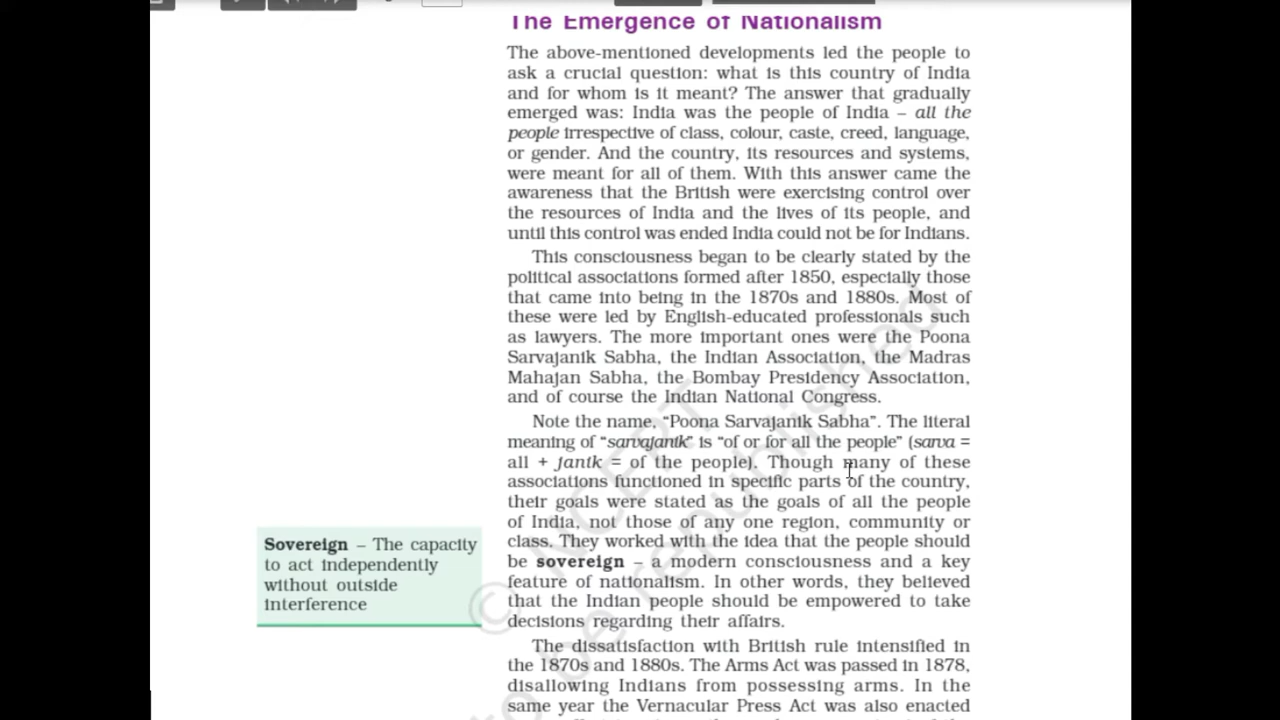 The Emergence of Nationalism
The above-mentioned developments led the people to
ask a crucial question: what is this country of India
and for whom is it meant? The answer that gradually
emerged was: India was the people of India – all the
people irrespective of class, colour, caste, creed, language,
or gender. And the country, its resources and systems,
were meant for all of them. With this answer came the
awareness that the British were exercising control over
the resources of India and the lives of its people, and
until this control was ended India could not be for Indians.
This consciousness began to be clearly stated by the
political associations formed after 1850, especially those
that came into being in the 1870s and 1880s. Most of
these were led by English-educated professionals such
as lawyers. The more important ones were the Poona
Sarvajanik Sabha, the Indian Association, the Madras
Mahajan Sabha, the Bombay Presidency Association,
and of course the Indian National Congress.
Note the name, “Poona Sarvajanik Sabha”. The literal
meaning of “sarvajanik” is “of or for all the people” (sarva =
all + janik = of the people). Though many of these
associations functioned in specific parts of the country,
their goals were stated as the goals of all the people
of India, not those of any one region, community or
class. They worked with the idea that the people should
be sovereign – a modern consciousness and a key
feature of nationalism. In other words, they believed
that the Indian people should be empowered to take
decisions regarding their affairs.
Sovereign – The capacity
to act independently
without outside
interference
The dissatisfaction with British rule intensified in
the 1870s and 1880s. The Arms Act was passed in 1878,
disallowing Indians from possessing arms. In the
same year the Vernacular Press Act was also enacted
© NCERT
to be republished